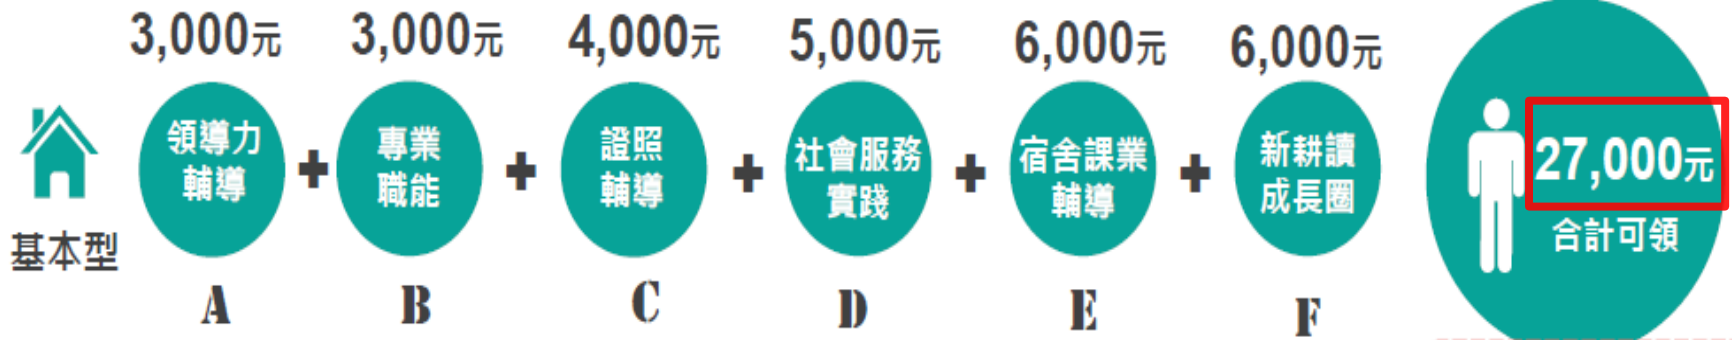 3,000元
3,000元
4,000元
5,000元
6,000元
6,000元
基本型
領導力
輔導
+
專業
職能
+
證照
輔導
+
社會服務
實踐
+
宿舍課業
輔導
+
新耕讀
成長圈
27,000元
合計可領
A
B
C
D
E
F